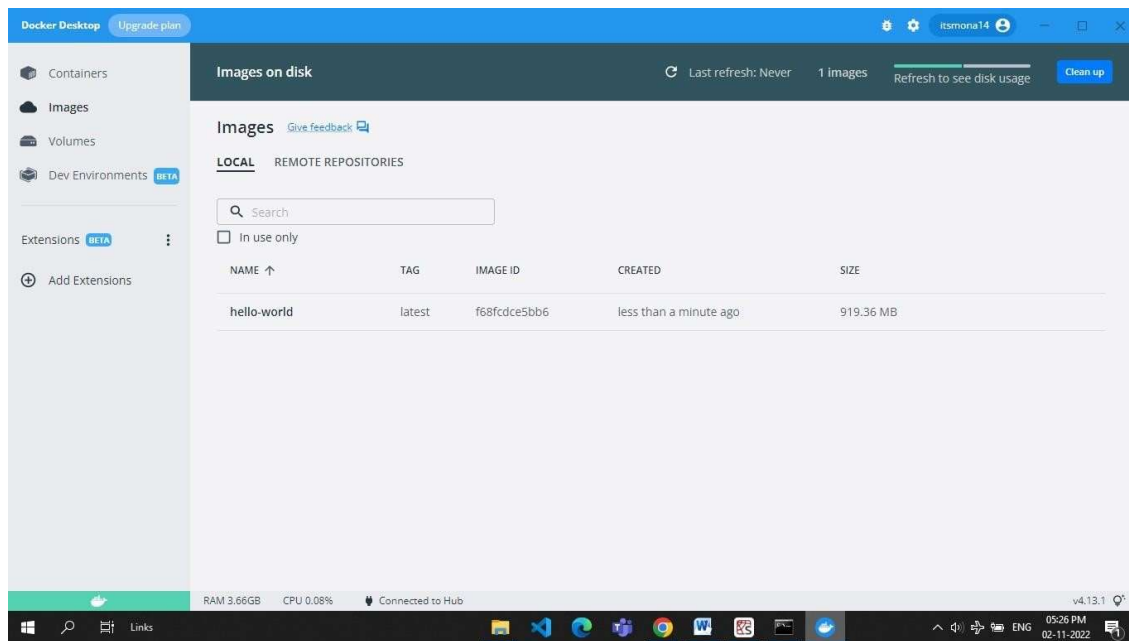 Docker Desktop Upgrade plan itsmona14
Containers
Images
Volumes
Dev Environments BETA
Extensions BETA
Add Extensions
Images on disk Last refresh: Never 1 images Refresh to see disk usage Clean up
Images Give feedback
LOCAL REMOTE REPOSITORIES
Search
In use only
NAME TAG IMAGE ID CREATED SIZE
hello-world latest f68fcdce5bb6 less than a minute ago 919.36 MB
RAM 3.66GB CPU 0.08% Connected to Hub v4.13.1
Links ENG 05:26 PM
02-11-2022